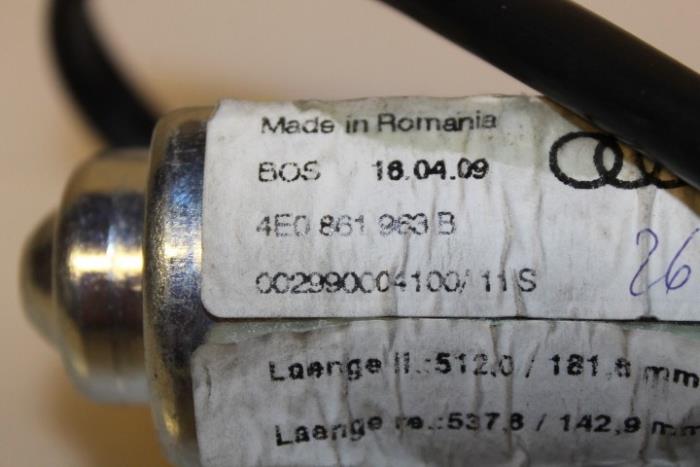 Made in Romania
BOS 16.04.09
4E0 861 963 B
002990004100/ 11 S
26
Laenge li.:512,0 / 181,8 mm
Laenge re.:537,8 / 142,9 mm